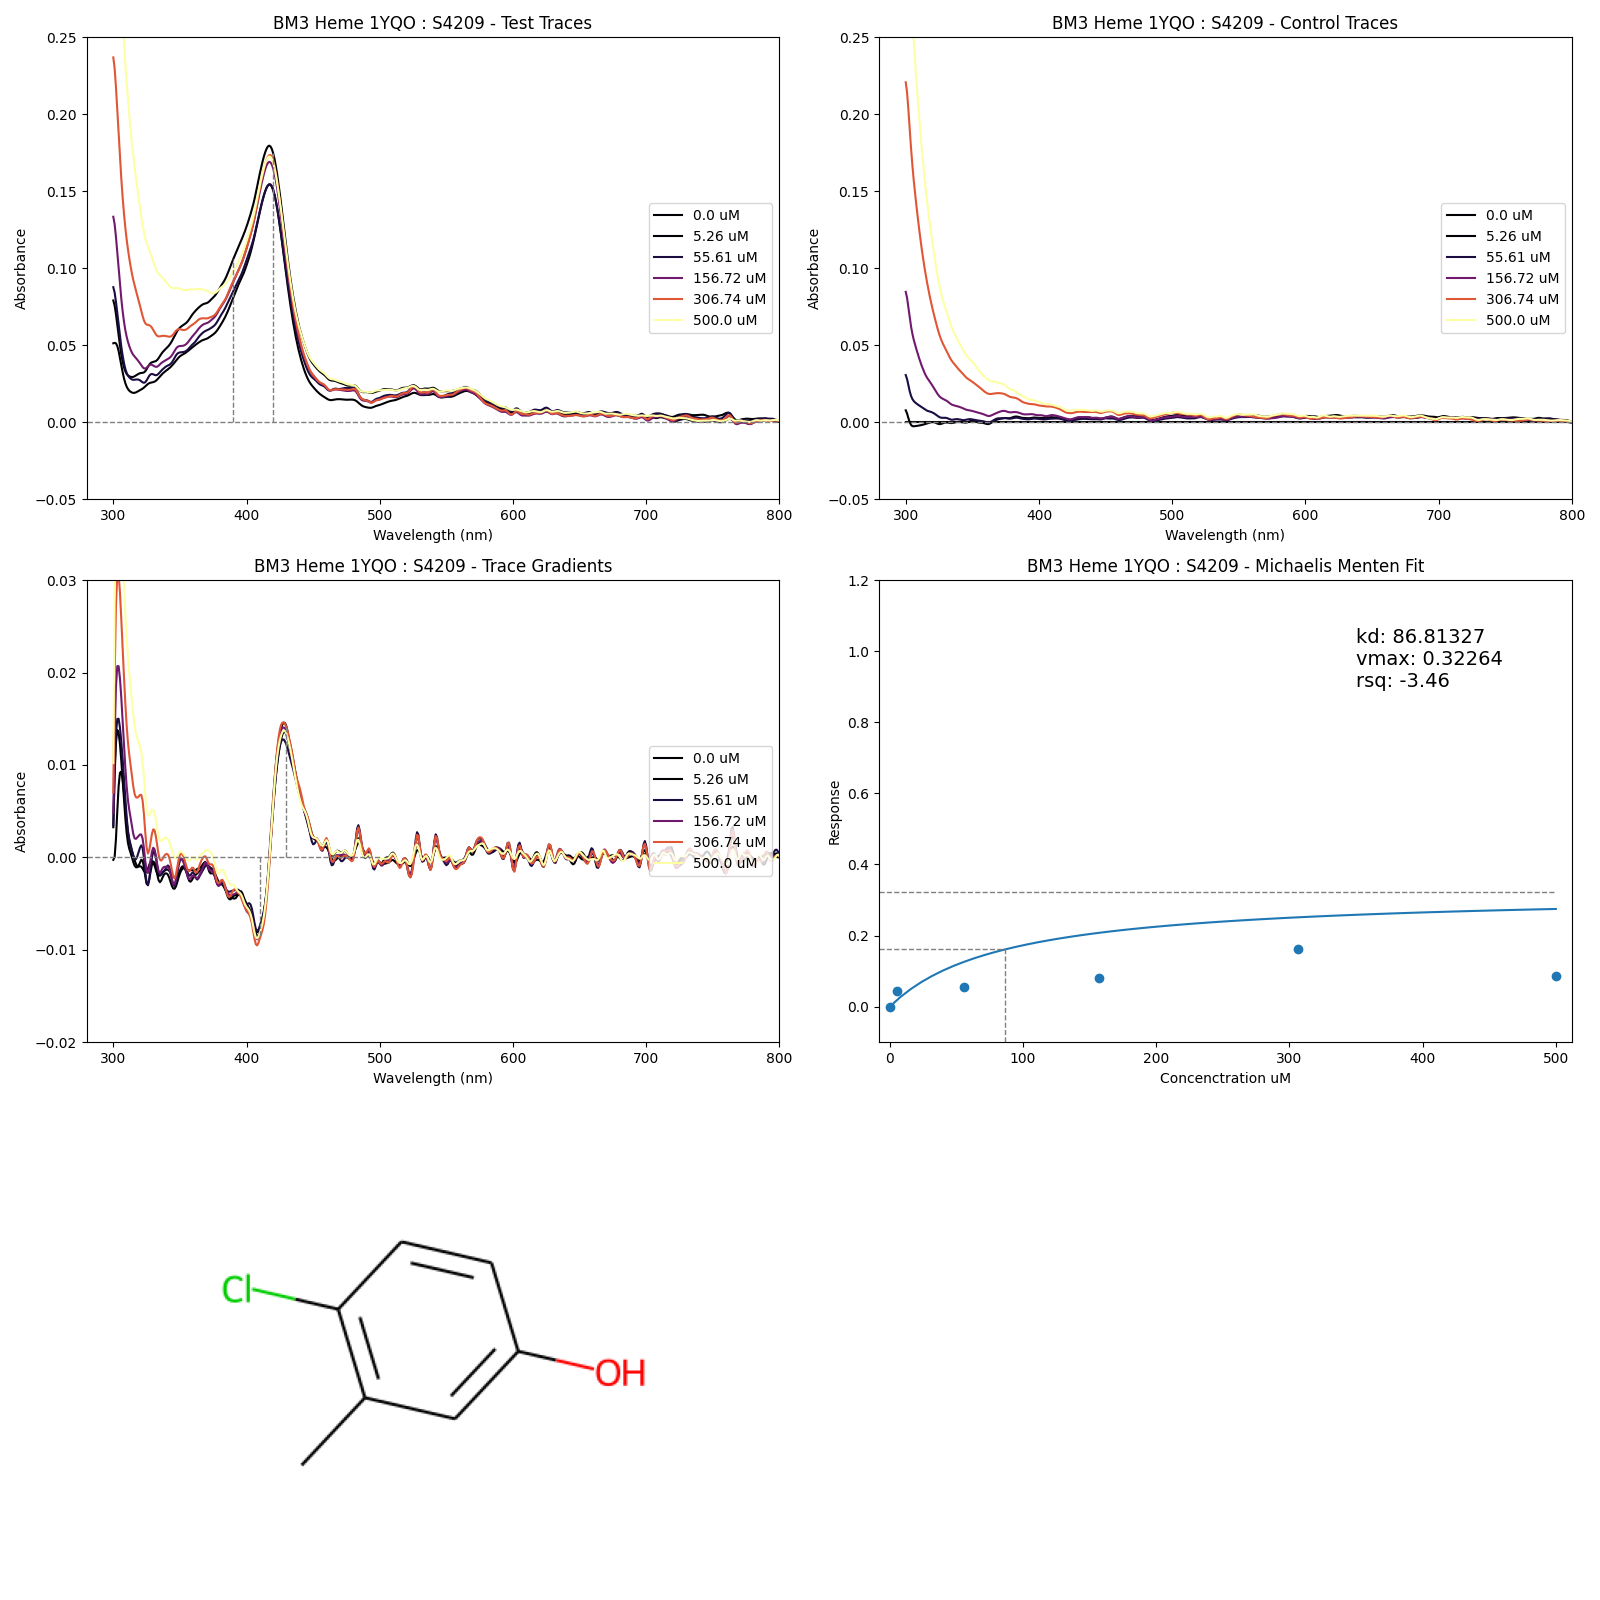 BM3 Heme 1YQO : S4209 - Test Traces
0.25
0.20
0.15
0.10
0.05
0.00
−0.05
Absorbance
300
400
500
600
700
800
Wavelength (nm)
0.0 uM
5.26 uM
55.61 uM
156.72 uM
306.74 uM
500.0 uM
BM3 Heme 1YQO : S4209 - Control Traces
0.25
0.20
0.15
0.10
0.05
0.00
−0.05
Absorbance
300
400
500
600
700
800
Wavelength (nm)
0.0 uM
5.26 uM
55.61 uM
156.72 uM
306.74 uM
500.0 uM
BM3 Heme 1YQO : S4209 - Trace Gradients
0.03
0.02
0.01
0.00
−0.01
−0.02
Absorbance
300
400
500
600
700
800
Wavelength (nm)
0.0 uM
5.26 uM
55.61 uM
156.72 uM
306.74 uM
500.0 uM
BM3 Heme 1YQO : S4209 - Michaelis Menten Fit
1.2
1.0
0.8
0.6
0.4
0.2
0.0
Response
kd: 86.81327
vmax: 0.32264
rsq: -3.46
0
100
200
300
400
500
Concenctration uM
Cl
OH